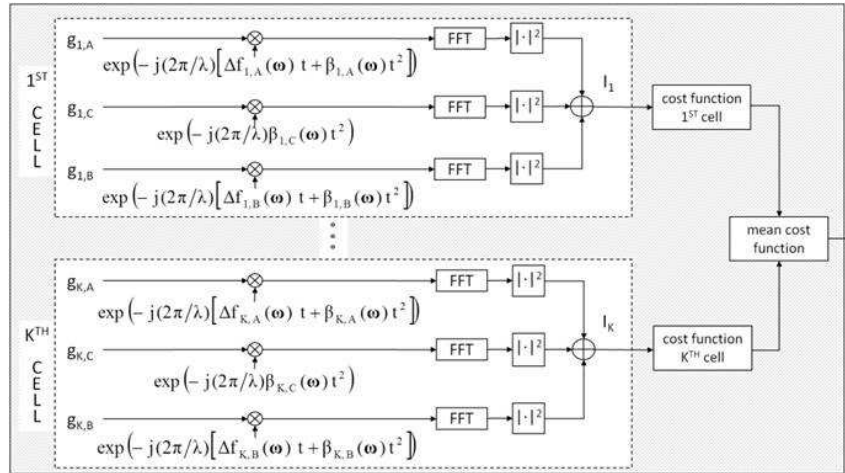 g₁,A
exp(− j(2π/λ)[Δf₁,A(ω) t + β₁,A(ω) t²])
FFT
|·|²
1ST
CELL
g₁,C
exp(− j(2π/λ)β₁,C(ω) t²)
FFT
|·|²
I₁
cost function
1ST cell
g₁,B
exp(− j(2π/λ)[Δf₁,B(ω) t + β₁,B(ω) t²])
FFT
|·|²
mean cost
function
gK,A
exp(− j(2π/λ)[ΔfK,A(ω) t + βK,A(ω) t²])
FFT
|·|²
KTH
CELL
gK,C
exp(− j(2π/λ)βK,C(ω) t²)
FFT
|·|²
IK
cost function
KTH cell
gK,B
exp(− j(2π/λ)[ΔfK,B(ω) t + βK,B(ω) t²])
FFT
|·|²